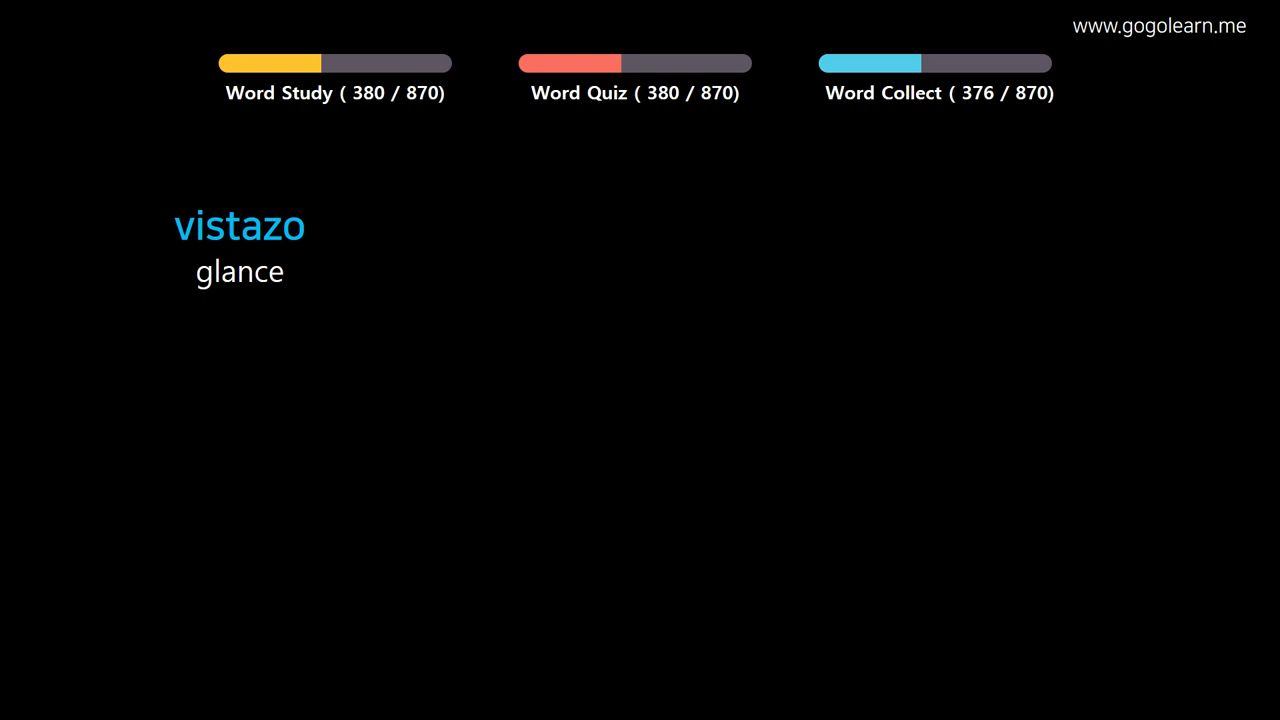 www.gogolearn.me
Word Study ( 380 / 870)
Word Quiz ( 380 / 870)
Word Collect ( 376 / 870)
vistazo
glance